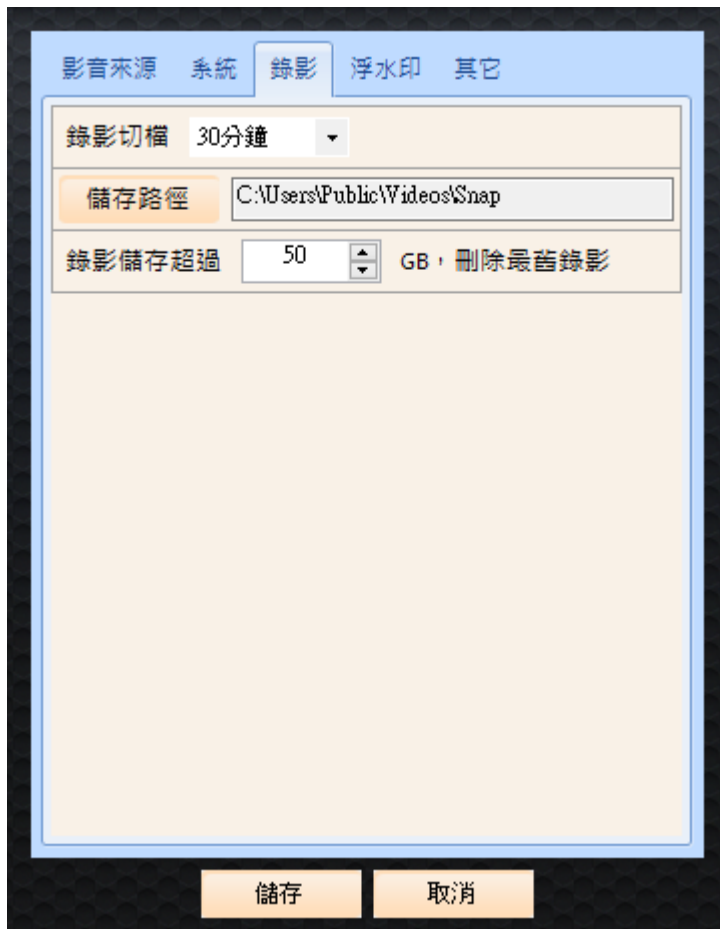 影音來源 系統 錄影 浮水印 其它
錄影切檔 30分鐘
儲存路徑 C:\Users\Public\Videos\Snap
錄影儲存超過 50 GB，刪除最舊錄影
儲存 取消